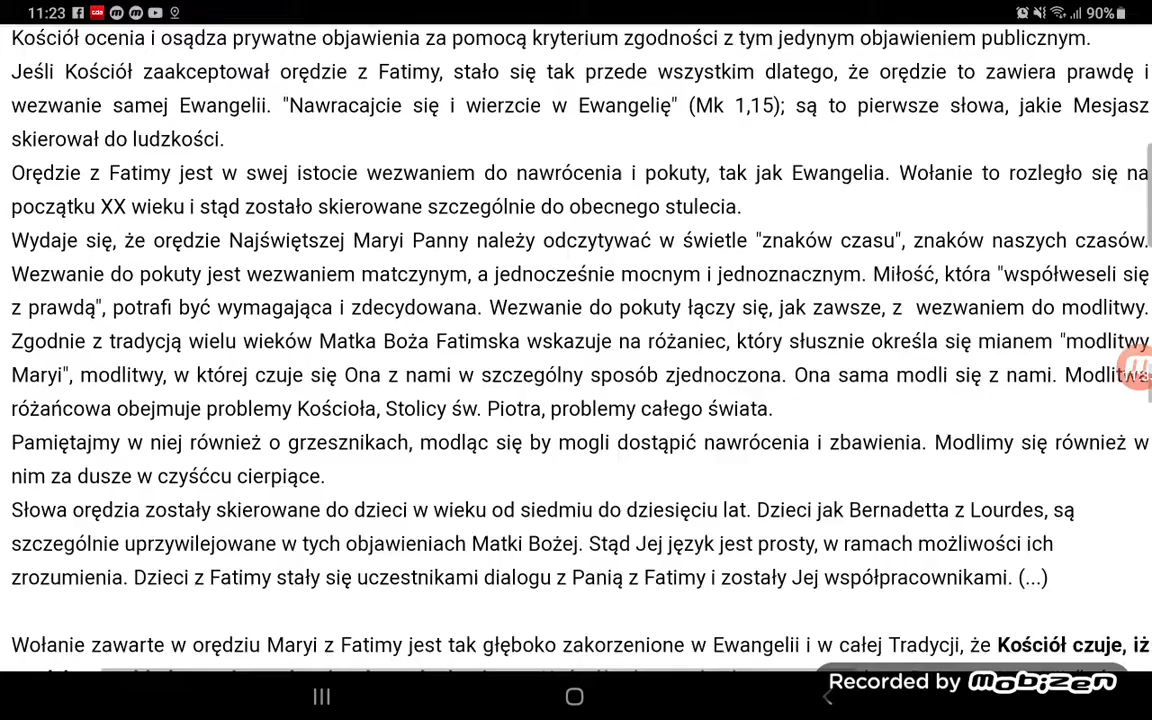 11:23
90%
Kościół ocenia i osądza prywatne objawienia za pomocą kryterium zgodności z tym jedynym objawieniem publicznym.
Jeśli Kościół zaakceptował orędzie z Fatimy, stało się tak przede wszystkim dlatego, że orędzie to zawiera prawdę i
wezwanie samej Ewangelii. "Nawracajcie się i wierzcie w Ewangelię" (Mk 1,15); są to pierwsze słowa, jakie Mesjasz
skierował do ludzkości.
Orędzie z Fatimy jest w swej istocie wezwaniem do nawrócenia i pokuty, tak jak Ewangelia. Wołanie to rozległo się na
początku XX wieku i stąd zostało skierowane szczególnie do obecnego stulecia.
Wydaje się, że orędzie Najświętszej Maryi Panny należy odczytywać w świetle "znaków czasu", znaków naszych czasów.
Wezwanie do pokuty jest wezwaniem matczynym, a jednocześnie mocnym i jednoznacznym. Miłość, która "współweseli się
z prawdą", potrafi być wymagająca i zdecydowana. Wezwanie do pokuty łączy się, jak zawsze, z wezwaniem do modlitwy.
Zgodnie z tradycją wielu wieków Matka Boża Fatimska wskazuje na różaniec, który słusznie określa się mianem "modlitwy
Maryi", modlitwy, w której czuje się Ona z nami w szczególny sposób zjednoczona. Ona sama modli się z nami. Modlitwa
różańcowa obejmuje problemy Kościoła, Stolicy św. Piotra, problemy całego świata.
Pamiętajmy w niej również o grzesznikach, modląc się by mogli dostąpić nawrócenia i zbawienia. Modlimy się również w
nim za dusze w czyśćcu cierpiące.
Słowa orędzia zostały skierowane do dzieci w wieku od siedmiu do dziesięciu lat. Dzieci jak Bernadetta z Lourdes, są
szczególnie uprzywilejowane w tych objawieniach Matki Bożej. Stąd Jej język jest prosty, w ramach możliwości ich
zrozumienia. Dzieci z Fatimy stały się uczestnikami dialogu z Panią z Fatimy i zostały Jej współpracownikami. (...)
Wołanie zawarte w orędziu Maryi z Fatimy jest tak głęboko zakorzenione w Ewangelii i w całej Tradycji, że Kościół czuje, iż
Recorded by mobizen